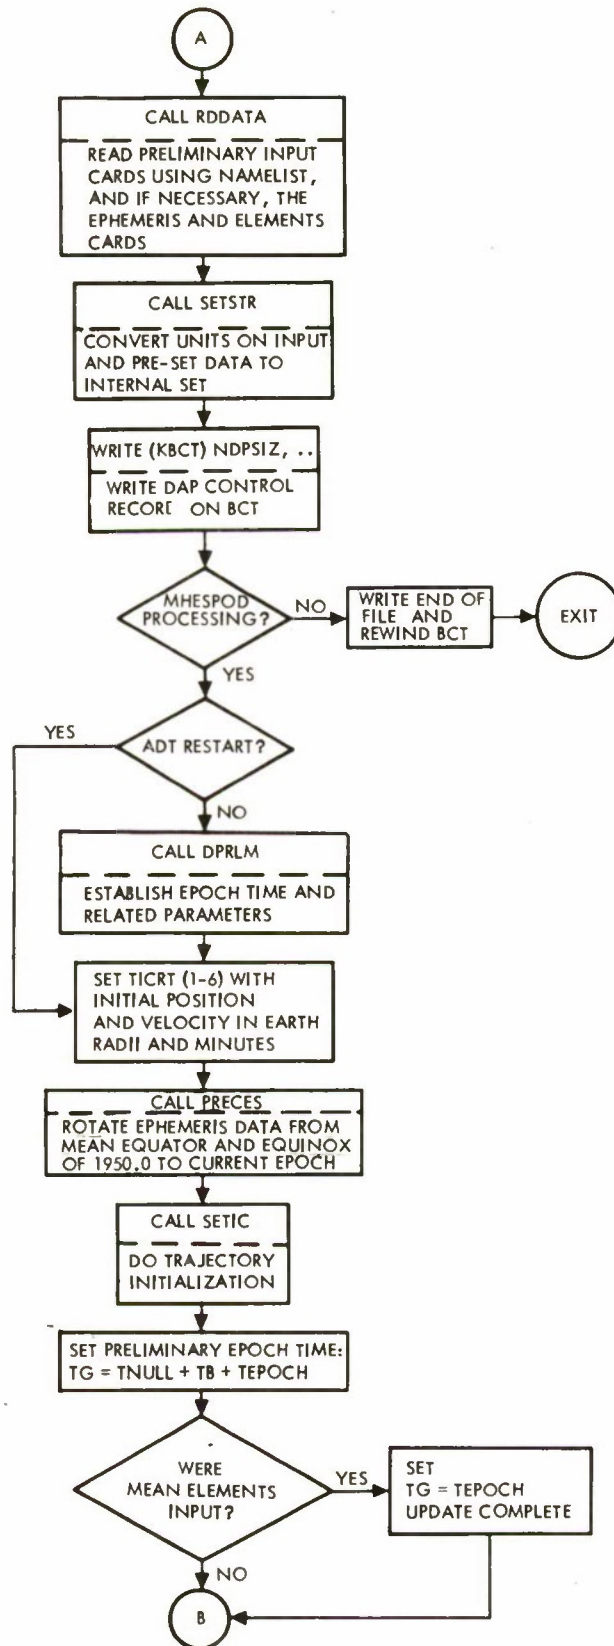 A
CALL RDDATA
READ PRELIMINARY INPUT
CARDS USING NAMELIST,
AND IF NECESSARY, THE
EPHEMERIS AND ELEMENTS
CARDS
CALL SETSTR
CONVERT UNITS ON INPUT
AND PRE-SET DATA TO
INTERNAL SET
WRITE (KBCT) NDPSIZ, ..
WRITE DAP CONTROL
RECORD ON BCT
MHESPOD
PROCESSING?
NO
WRITE END OF
FILE AND
REWIND BCT
EXIT
YES
YES
ADT RESTART?
NO
CALL DPRLM
ESTABLISH EPOCH TIME AND
RELATED PARAMETERS
SET TICRT (1-6) WITH
INITIAL POSITION
AND VELOCITY IN EARTH
RADII AND MINUTES
CALL PRECES
ROTATE EPHEMERIS DATA FROM
MEAN EQUATOR AND EQUINOX
OF 1950.0 TO CURRENT EPOCH
CALL SETIC
DO TRAJECTORY
INITIALIZATION
SET PRELIMINARY EPOCH TIME:
TG = TNULL + TB + TEPOCH
WERE
MEAN ELEMENTS
INPUT?
YES
SET
TG = TEPOCH
UPDATE COMPLETE
NO
B